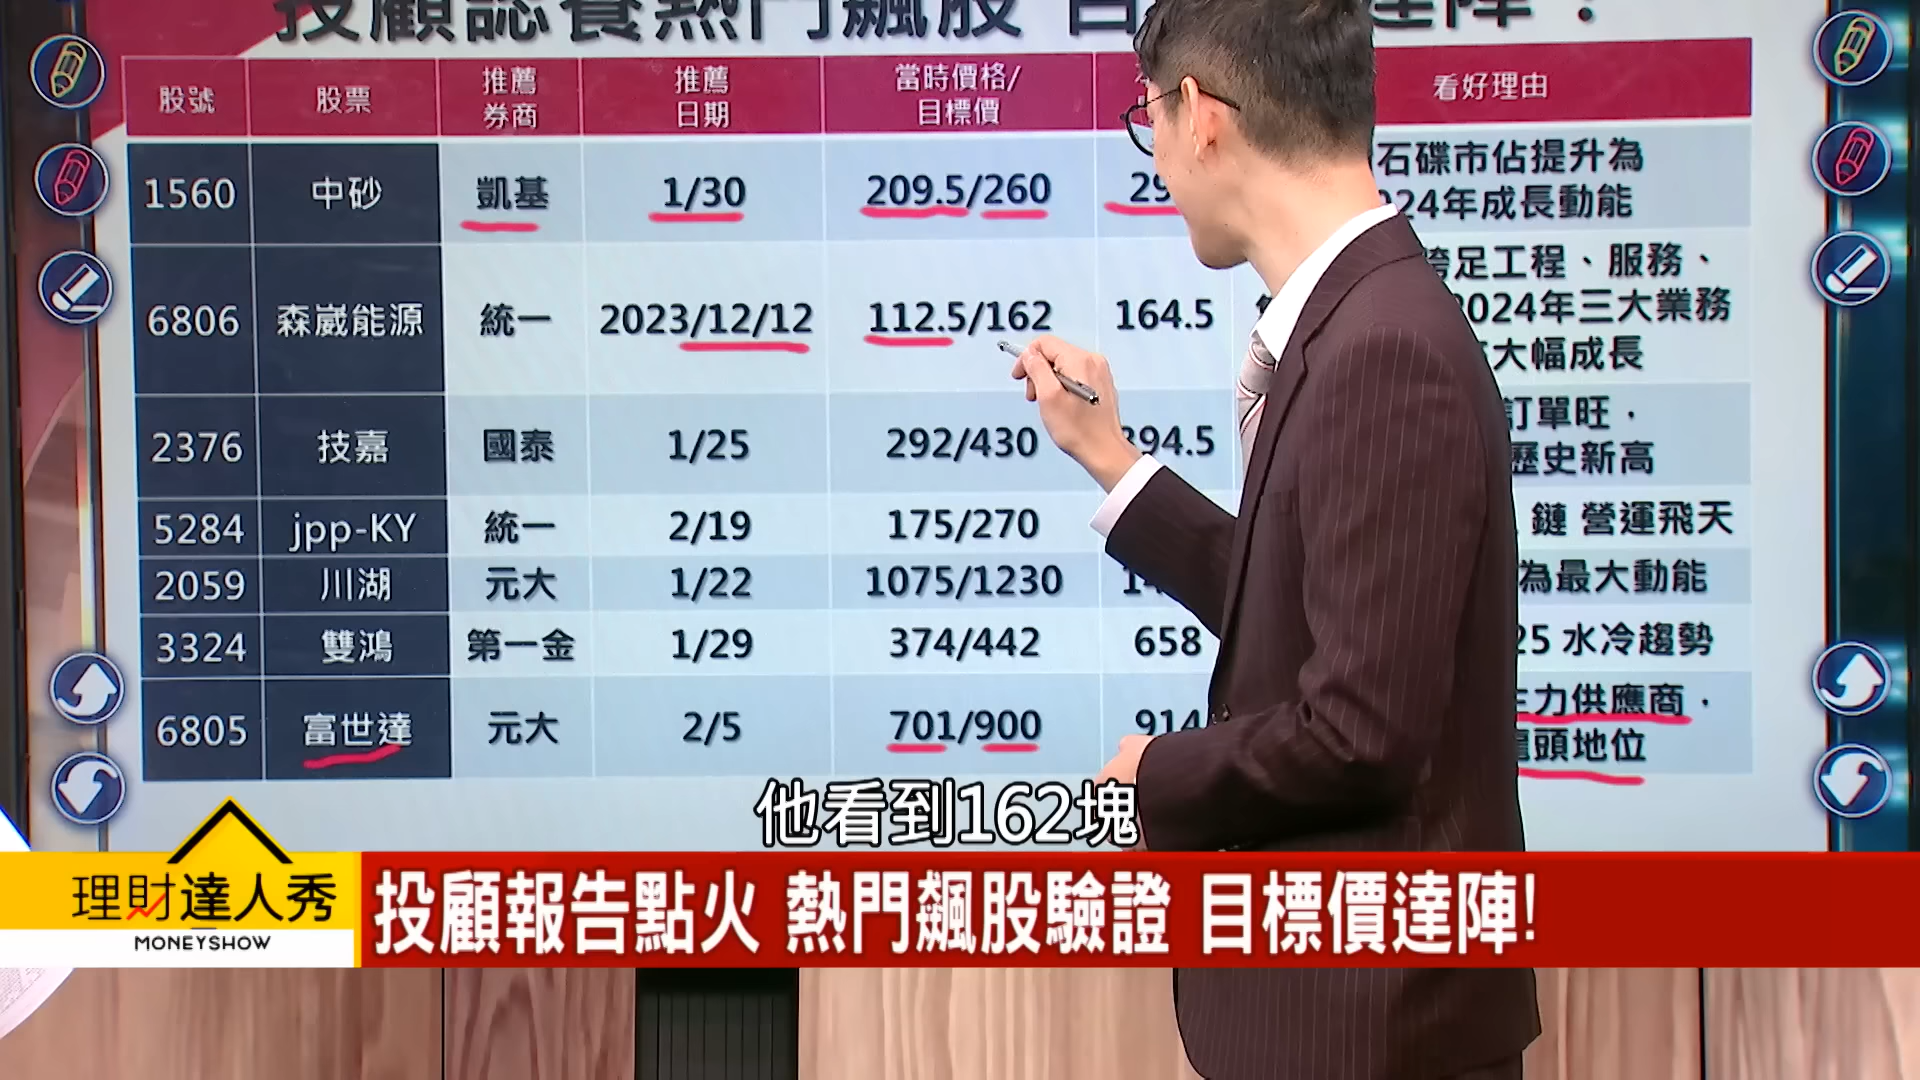 投顧認養熱門飆股
達陣！
股號 股票 推薦券商 推薦日期 當時價格/目標價 看好理由
1560 中砂 凱基 1/30 209.5/260 石碟市佔提升為
24年成長動能
6806 森崴能源 統一 2023/12/12 112.5/162 164.5 跨足工程、服務、
2024年三大業務
大幅成長
2376 技嘉 國泰 1/25 292/430 394.5 訂單旺，
歷史新高
5284 jpp-KY 統一 2/19 175/270 鏈 營運飛天
2059 川湖 元大 1/22 1075/1230 為最大動能
3324 雙鴻 第一金 1/29 374/442 658 25 水冷趨勢
6805 富世達 元大 2/5 701/900 914 主力供應商，
龍頭地位
他看到162塊
理財達人秀
MONEYSHOW
投顧報告點火 熱門飆股驗證 目標價達陣!